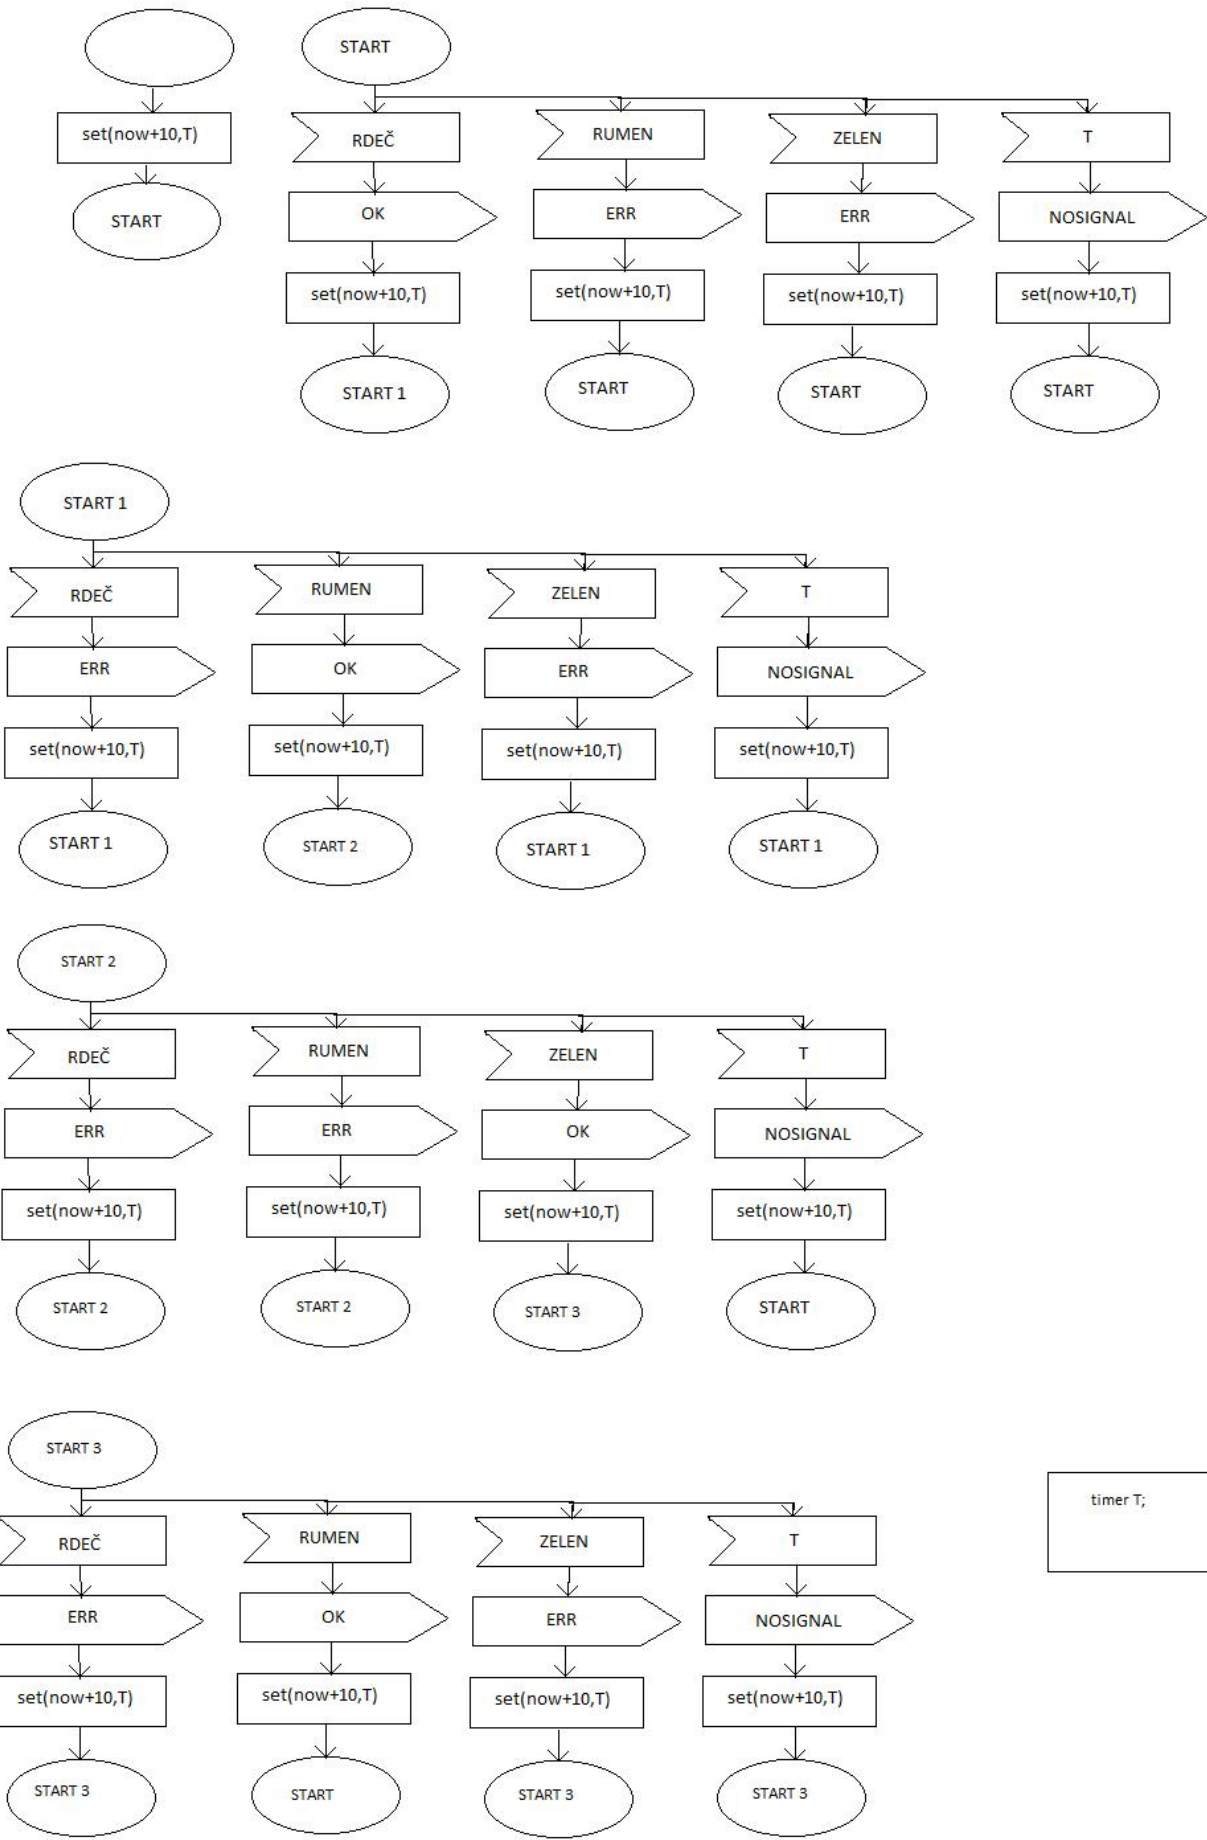 START
set(now+10,T)
START
RDEČ
RUMEN
ZELEN
T
OK
ERR
ERR
NOSIGNAL
set(now+10,T)
set(now+10,T)
set(now+10,T)
set(now+10,T)
START 1
START
START
START
START 1
RDEČ
RUMEN
ZELEN
T
ERR
OK
ERR
NOSIGNAL
set(now+10,T)
set(now+10,T)
set(now+10,T)
set(now+10,T)
START 1
START 2
START 1
START 1
START 2
RDEČ
RUMEN
ZELEN
T
ERR
ERR
OK
NOSIGNAL
set(now+10,T)
set(now+10,T)
set(now+10,T)
set(now+10,T)
START 2
START 2
START 3
START
START 3
timer T;
RDEČ
RUMEN
ZELEN
T
ERR
OK
ERR
NOSIGNAL
set(now+10,T)
set(now+10,T)
set(now+10,T)
set(now+10,T)
START 3
START
START 3
START 3